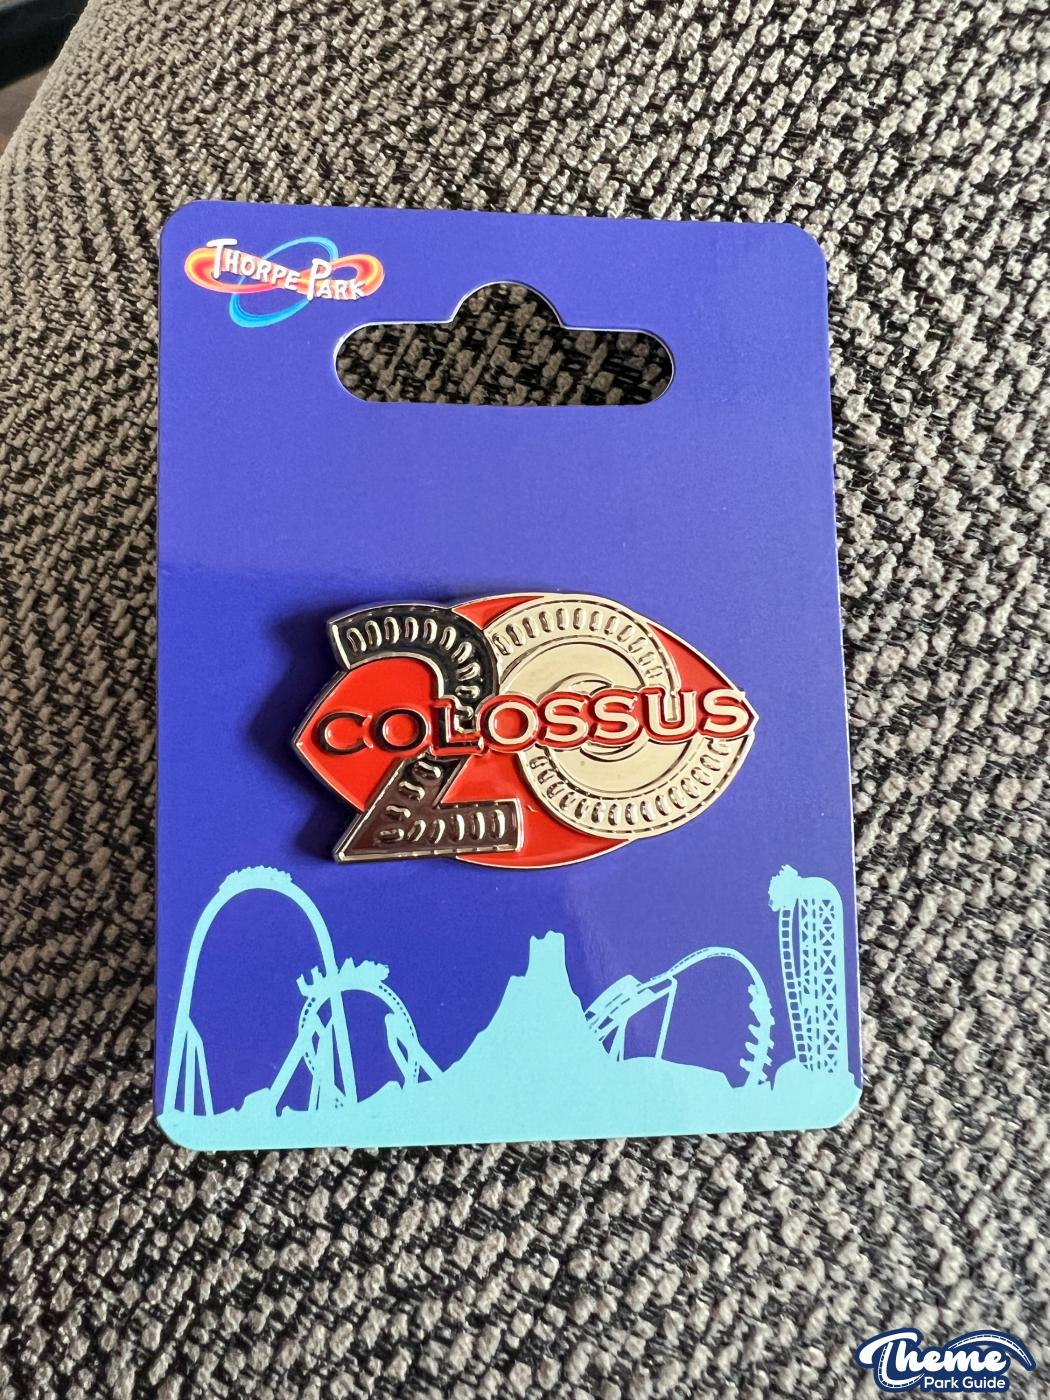 THORPE PARK
20
COLOSSUS
Theme
Park Guide